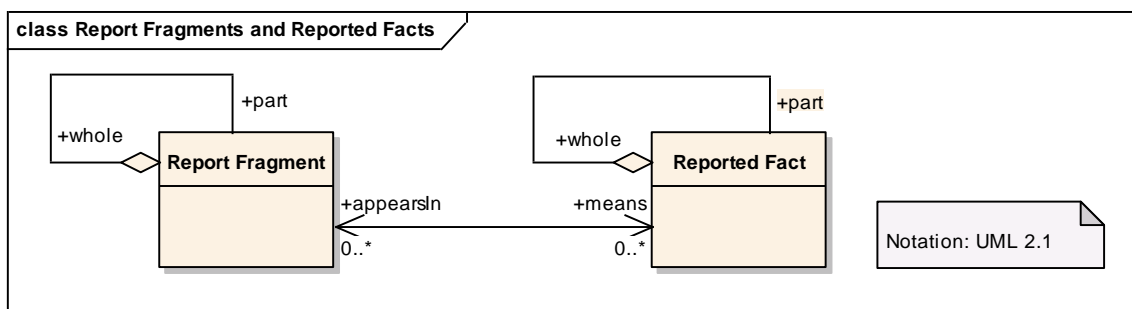 class Report Fragments and Reported Facts
+part
+part
+whole
+whole
Report Fragment
Reported Fact
+appearsIn
+means
0..*
0..*
Notation: UML 2.1